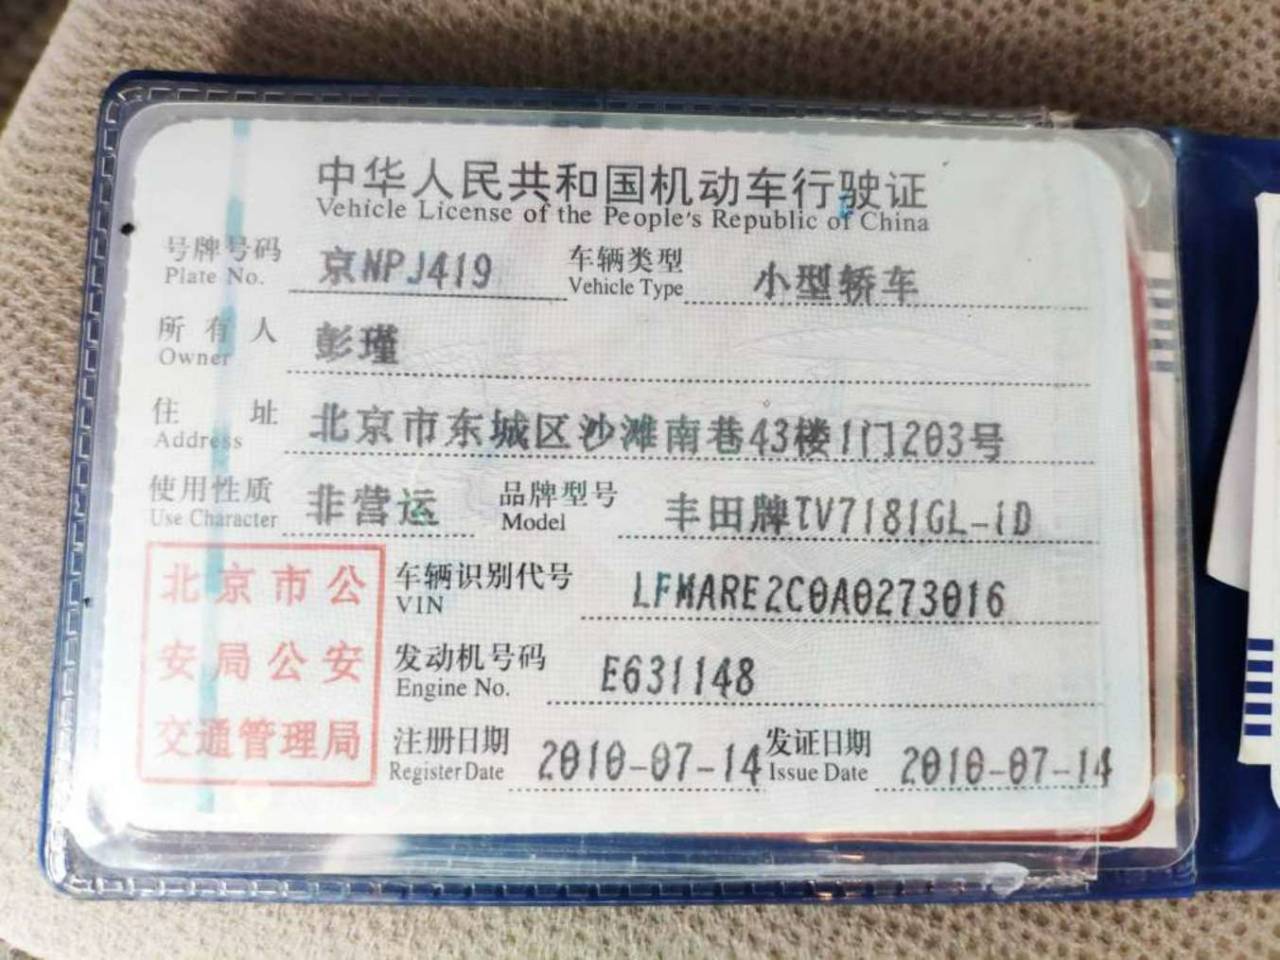 中华人民共和国机动车行驶证
Vehicle License of the People's Republic of China
号牌号码 京NPJ419 车辆类型 小型轿车
Plate No. Vehicle Type
所有人 彭瑾
Owner
住址 北京市东城区沙滩南巷43楼1门203号
Address
使用性质 非营运 品牌型号 丰田牌TV7181GL-iD
Use Character Model
北京市公
安局公安
交通管理局
车辆识别代号 LFMARE2C0A0273016
VIN
发动机号码 E631148
Engine No.
注册日期 2010-07-14 发证日期 2010-07-14
Register Date Issue Date